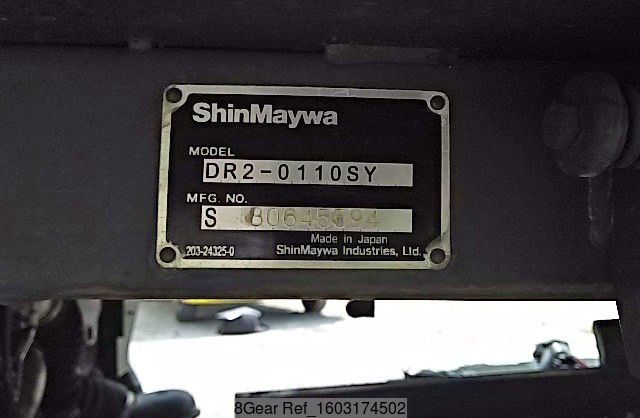 ShinMaywa
MODEL
DR2-0110SY
MFG. NO.
S
Made in Japan
203-24325-0 ShinMaywa Industries, Ltd.
8Gear Ref_1603174502